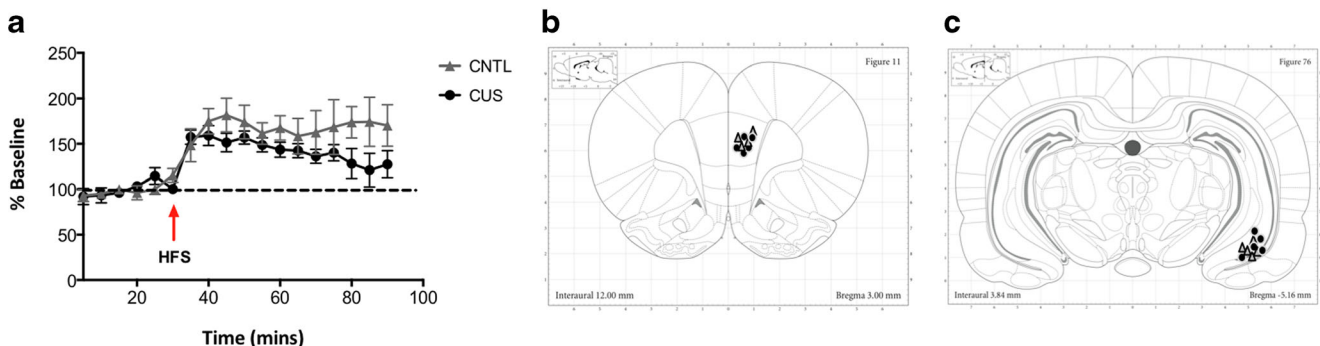 a
250
200
150
100
50
0
% Baseline
20
40
60
80
100
Time (mins)
HFS
CNTL
CUS
b
Figure 11
Interaural 12.00 mm
Bregma 3.00 mm
c
Figure 76
Interaural 3.84 mm
Bregma -5.16 mm